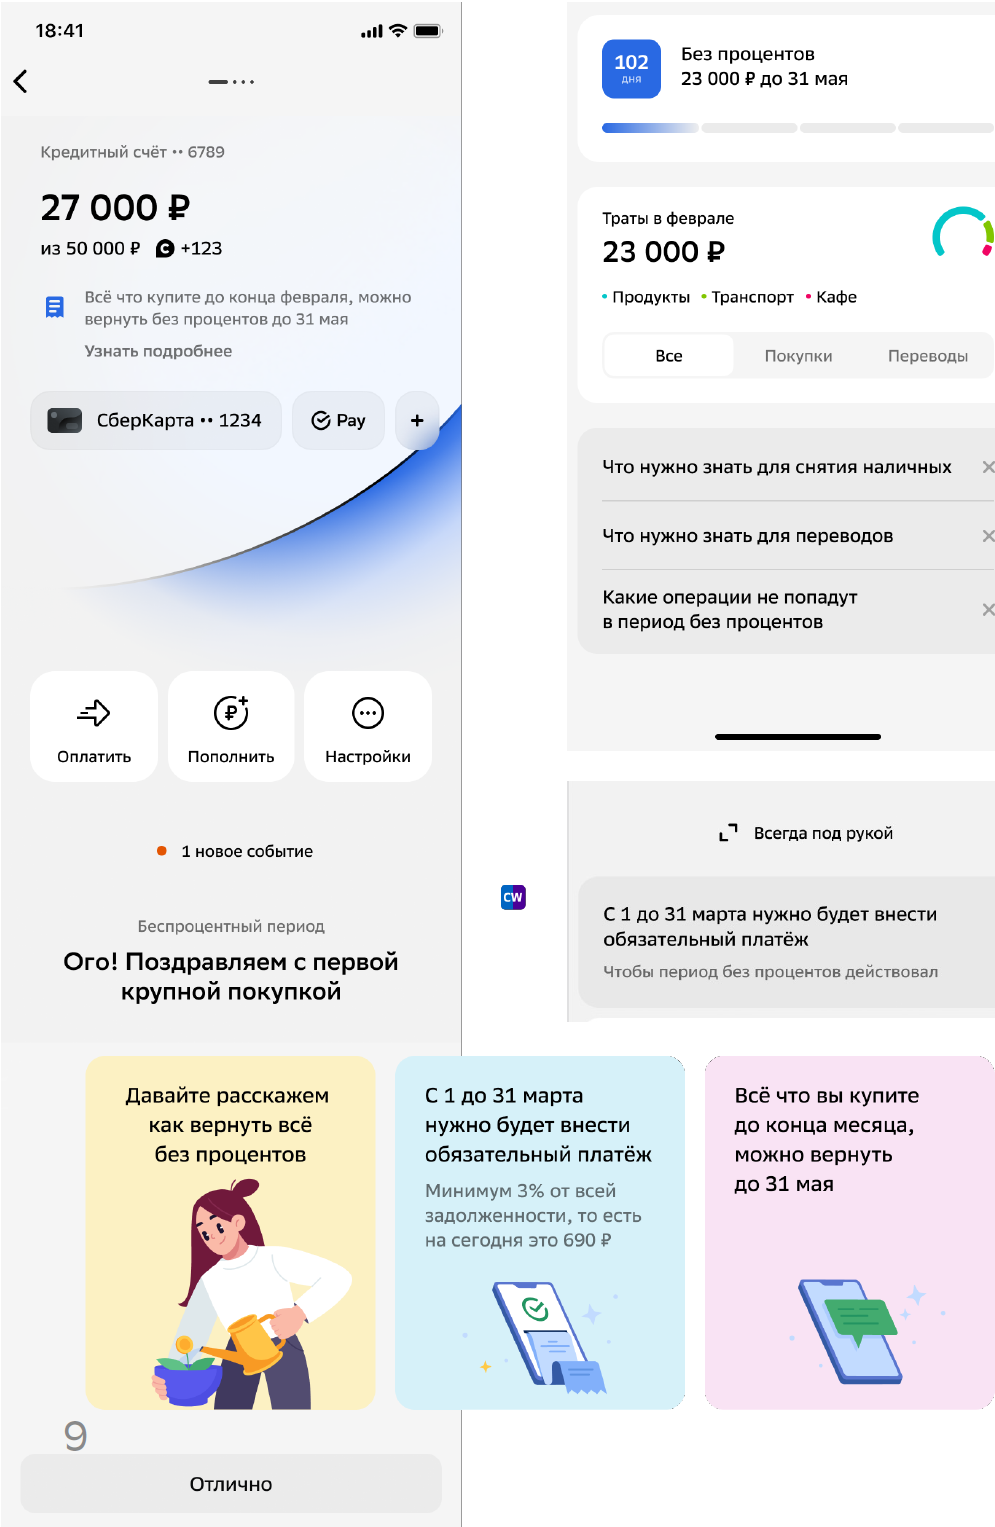 18:41
Кредитный счёт •• 6789
27 000 ₽
из 50 000 ₽ C +123
Всё что купите до конца февраля, можно
вернуть без процентов до 31 мая
Узнать подробнее
СберКарта •• 1234
Pay
+
Оплатить
Пополнить
Настройки
1 новое событие
Беспроцентный период
Ого! Поздравляем с первой
крупной покупкой
102
дня
Без процентов
23 000 ₽ до 31 мая
Траты в феврале
23 000 ₽
• Продукты • Транспорт • Кафе
Все
Покупки
Переводы
Что нужно знать для снятия наличных
Что нужно знать для переводов
Какие операции не попадут
в период без процентов
Всегда под рукой
CW
С 1 до 31 марта нужно будет внести
обязательный платёж
Чтобы период без процентов действовал
Давайте расскажем
как вернуть всё
без процентов
С 1 до 31 марта
нужно будет внести
обязательный платёж
Минимум 3% от всей
задолженности, то есть
на сегодня это 690 ₽
Всё что вы купите
до конца месяца,
можно вернуть
до 31 мая
9
Отлично